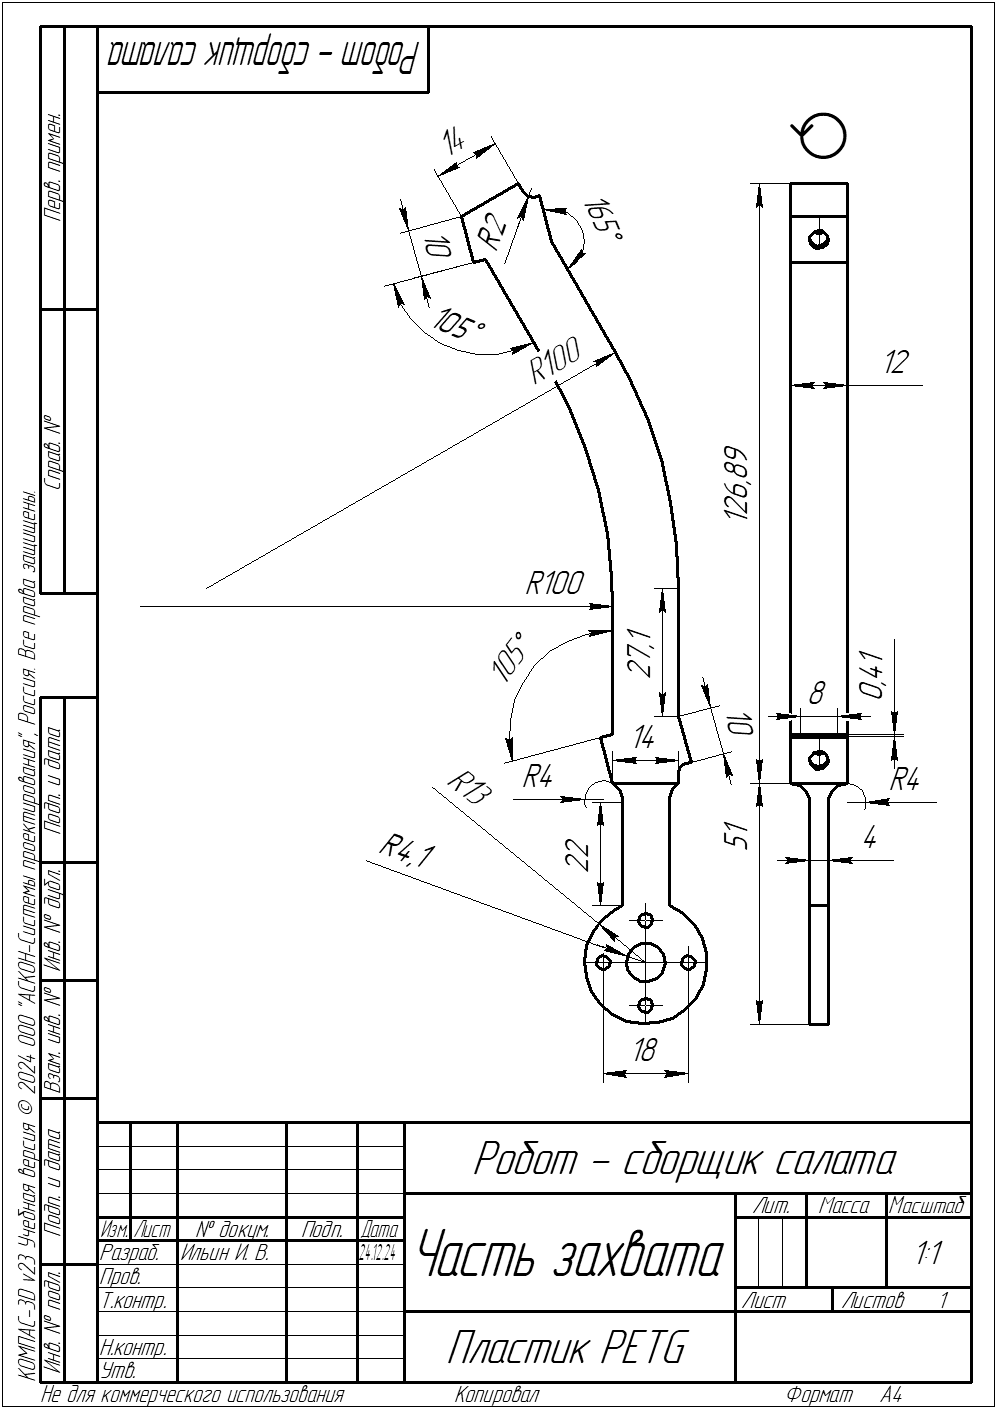 Робот - сборщик салата
Перв. примен.
Справ. №
Подп. и дата
Инв. № дубл.
Взам. инв. №
Подп. и дата
Инв. № подл.
КОМПАС-3D v23 Учебная версия © 2024 ООО "АСКОН-Системы проектирования", Россия. Все права защищены.
14
10
R2
165°
105°
R100
12
126,89
R100
105°
27,1
8
0,41
10
14
R4
R13
R4
51
4
22
R4,1
18
Робот - сборщик салата
Часть захвата
Пластик PETG
Изм. Лист № докум. Подп. Дата
Разраб. Ильин И. В. 24.12.24
Пров.
Т.контр.
Н.контр.
Утв.
Лит. Масса Масштаб
1:1
Лист Листов 1
Не для коммерческого использования Копировал Формат А4